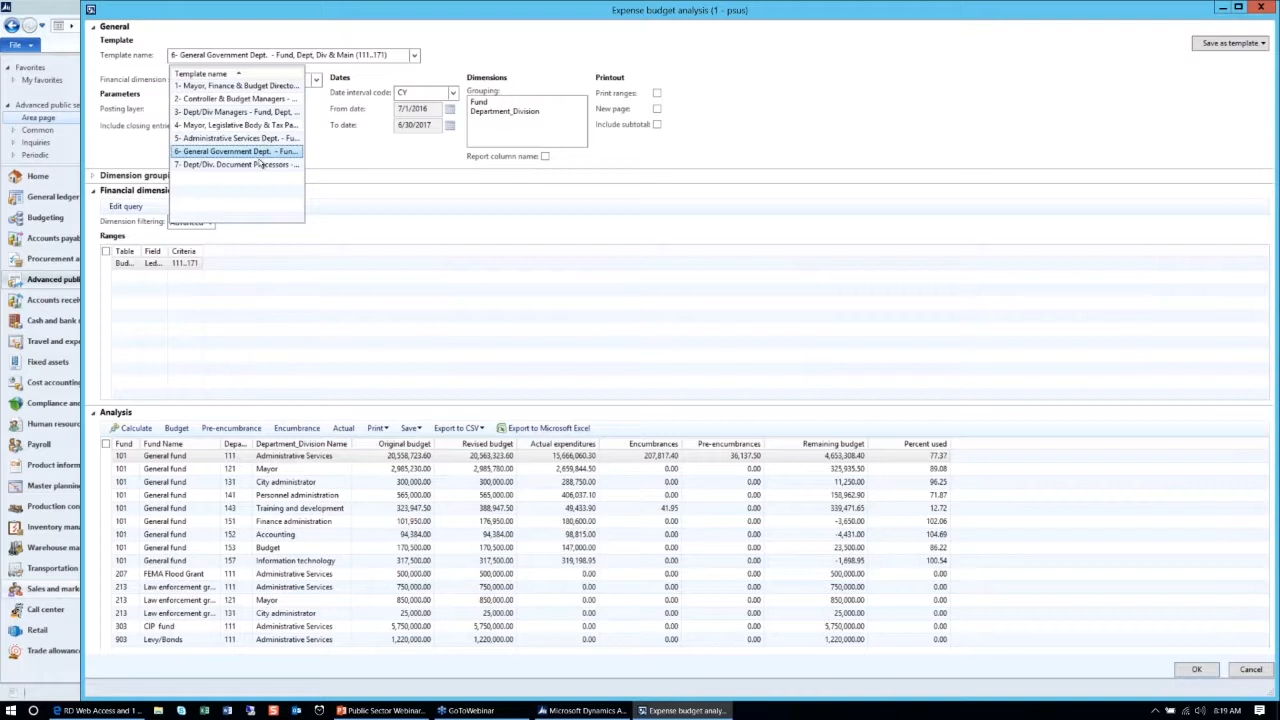 Expense budget analysis (1 - psus)
File
Favorites
My favorites
Advanced public se
Area page
Common
Inquiries
Periodic
Home
General ledger
Budgeting
Accounts payab
Procurement a
Advanced publi
Accounts recei
Cash and bank
Travel and expe
Fixed assets
Cost accounting
Compliance and
Human resourc
Payroll
Product inform
Master planning
Production con
Inventory mana
Warehouse ma
Transportation
Sales and mark
Call center
Retail
Trade allowanc
General
Template
Save as template
Template name: 6- General Government Dept. - Fund, Dept, Div & Main (111..171)
Financial dimension
Parameters
Posting layer:
Include closing entrie
Template name
1- Mayor, Finance & Budget Directo...
2- Controller & Budget Managers - ...
3- Dept/Div Managers - Fund, Dept, ...
4- Mayor, Legislative Body & Tax Pa...
5- Administrative Services Dept. - Fu...
6- General Government Dept. - Fun...
7- Dept/Div. Document Processors -...
Dates
Date interval code: CY
From date: 7/1/2016
To date: 6/30/2017
Dimensions
Grouping:
Fund
Department_Division
Report column name:
Printout
Print ranges:
New page:
Include subtotal:
Dimension groupi
Financial dimensi
Edit query
Dimension filtering: Advanced
Ranges
Table Field Criteria
Bud... Led... 111..171
Analysis
Calculate Budget Pre-encumbrance Encumbrance Actual Print Save Export to CSV Export to Microsoft Excel
Fund Fund Name Depa... Department_Division Name Original budget Revised budget Actual expenditures Encumbrances Pre-encumbrances Remaining budget Percent used
101 General fund 111 Administrative Services 20,558,723.60 20,563,323.60 15,666,060.30 207,817.40 36,137.50 4,653,308.40 77.37
101 General fund 121 Mayor 2,985,230.00 2,985,780.00 2,659,844.50 0.00 0.00 325,935.50 89.08
101 General fund 131 City administrator 300,000.00 300,000.00 288,750.00 0.00 0.00 11,250.00 96.25
101 General fund 141 Personnel administration 565,000.00 565,000.00 406,037.10 0.00 0.00 158,962.90 71.87
101 General fund 143 Training and development 323,947.50 388,947.50 49,433.90 41.95 0.00 339,471.65 12.72
101 General fund 151 Finance administration 101,950.00 176,950.00 180,600.00 0.00 0.00 -3,650.00 102.06
101 General fund 152 Accounting 94,384.00 94,384.00 98,815.00 0.00 0.00 -4,431.00 104.69
101 General fund 153 Budget 170,500.00 170,500.00 147,000.00 0.00 0.00 23,500.00 86.22
101 General fund 157 Information technology 317,500.00 317,500.00 319,198.95 0.00 0.00 -1,698.95 100.54
207 FEMA Flood Grant 111 Administrative Services 500,000.00 500,000.00 0.00 0.00 0.00 500,000.00 0.00
213 Law enforcement gr... 111 Administrative Services 750,000.00 750,000.00 0.00 0.00 0.00 750,000.00 0.00
213 Law enforcement gr... 121 Mayor 850,000.00 850,000.00 0.00 0.00 0.00 850,000.00 0.00
213 Law enforcement gr... 131 City administrator 25,000.00 25,000.00 0.00 0.00 0.00 25,000.00 0.00
303 CIP fund 111 Administrative Services 5,750,000.00 5,750,000.00 0.00 0.00 0.00 5,750,000.00 0.00
903 Levy/Bonds 111 Administrative Services 1,220,000.00 1,220,000.00 0.00 0.00 0.00 1,220,000.00 0.00
OK Cancel
RD Web Access and 1 ... Public Sector Webinar... GoToWebinar Microsoft Dynamics A... Expense budget analy... 8:19 AM